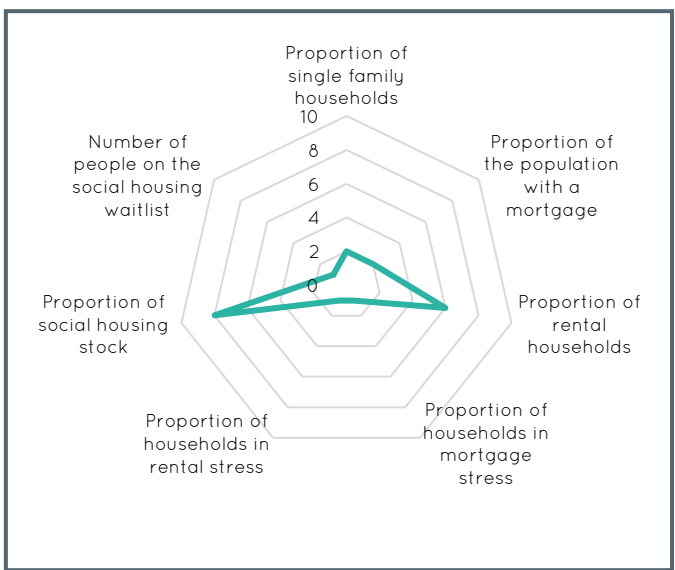 Proportion of
single family
households
10
8
6
4
2
0
Proportion of
the population
with a
mortgage
Proportion of
rental
households
Proportion of
households in
mortgage
stress
Proportion of
households in
rental stress
Proportion of
social housing
stock
Number of
people on the
social housing
waitlist